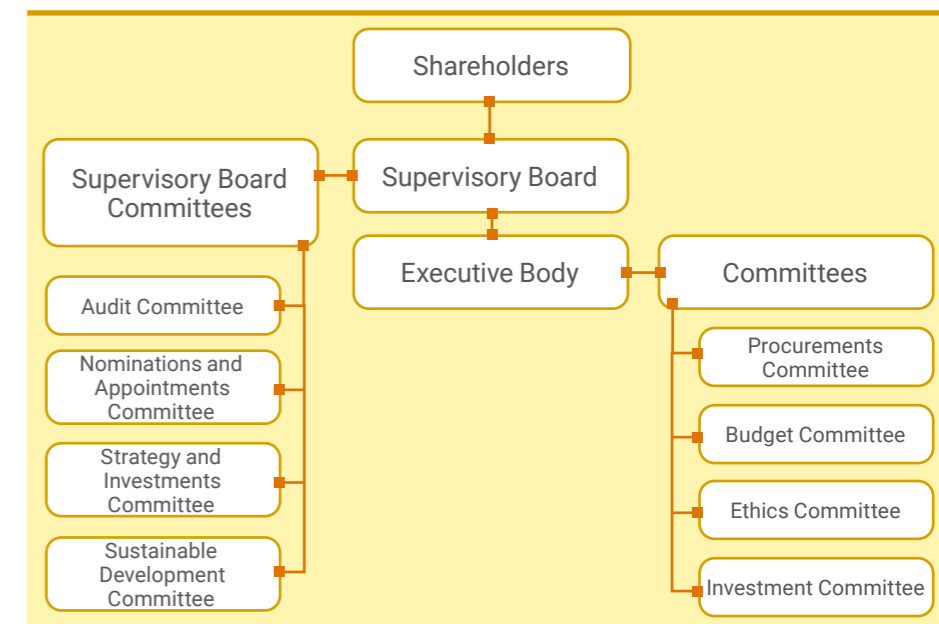 Shareholders
Supervisory Board
Committees
Supervisory Board
Executive Body
Committees
Audit Committee
Nominations and
Appointments
Committee
Strategy and
Investments
Committee
Sustainable
Development
Committee
Procurements
Committee
Budget Committee
Ethics Committee
Investment Committee